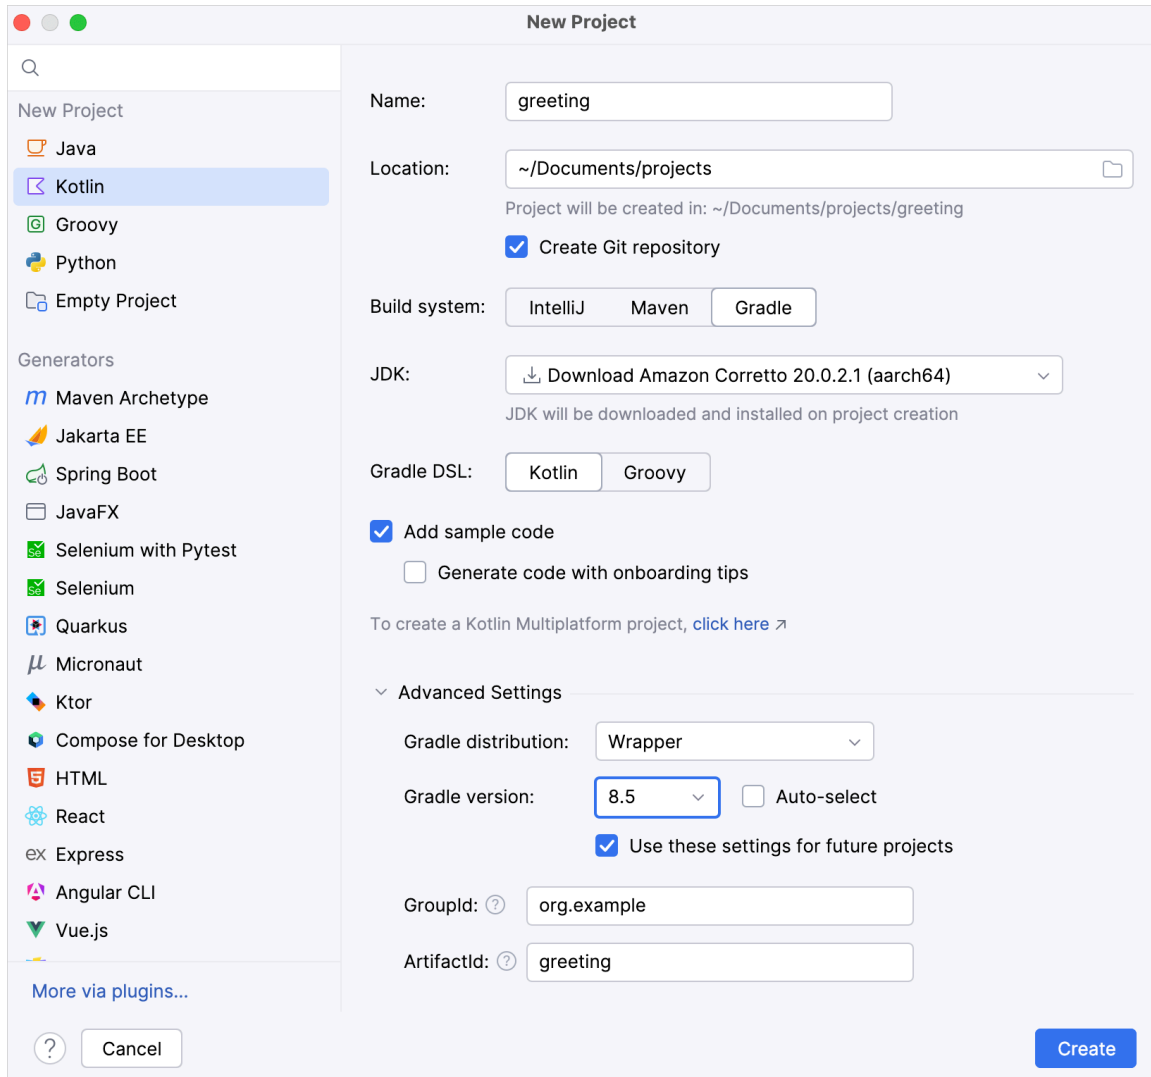 New Project
New Project
Java
Kotlin
Groovy
Python
Empty Project
Generators
Maven Archetype
Jakarta EE
Spring Boot
JavaFX
Selenium with Pytest
Selenium
Quarkus
Micronaut
Ktor
Compose for Desktop
HTML
React
ex Express
Angular CLI
Vue.js
More via plugins...
Name: greeting
Location: ~/Documents/projects
Project will be created in: ~/Documents/projects/greeting
Create Git repository
Build system: IntelliJ Maven Gradle
JDK: Download Amazon Corretto 20.0.2.1 (aarch64)
JDK will be downloaded and installed on project creation
Gradle DSL: Kotlin Groovy
Add sample code
Generate code with onboarding tips
To create a Kotlin Multiplatform project, click here ↗
Advanced Settings
Gradle distribution: Wrapper
Gradle version: 8.5 Auto-select
Use these settings for future projects
GroupId: ? org.example
ArtifactId: ? greeting
? Cancel Create